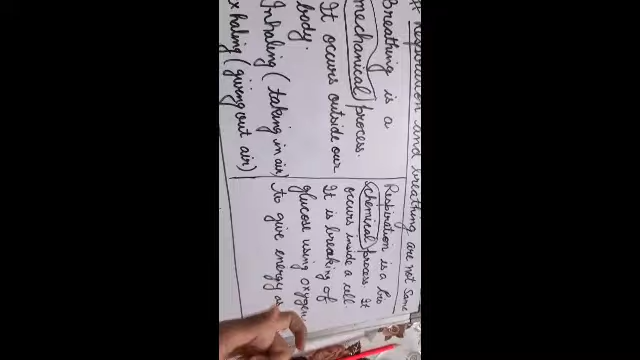 # Respiration and breathing are not same
Breathing is a
mechanical process.
It occurs outside our
body.
Inhaling (taking in air)
xhaling (giving out air)
Respiration is a bio
chemical process. It
occurs inside a cell.
It is breaking of
glucose using oxygen
to give energy